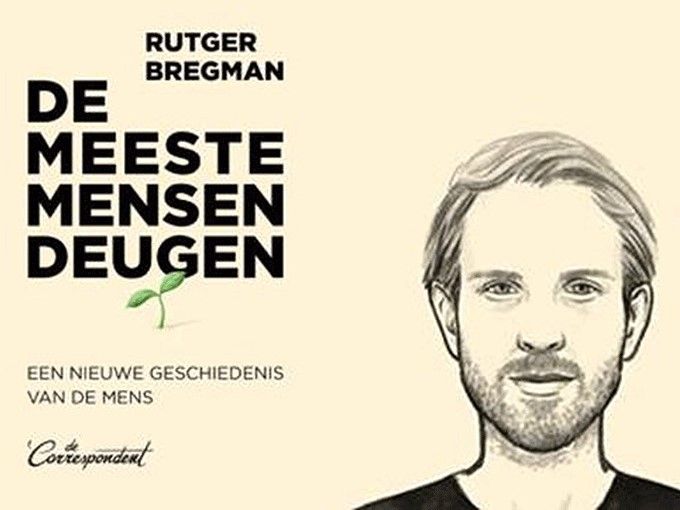 RUTGER
BREGMAN
DE
MEESTE
MENSEN
DEUGEN
EEN NIEUWE GESCHIEDENIS
VAN DE MENS
de
Correspondent